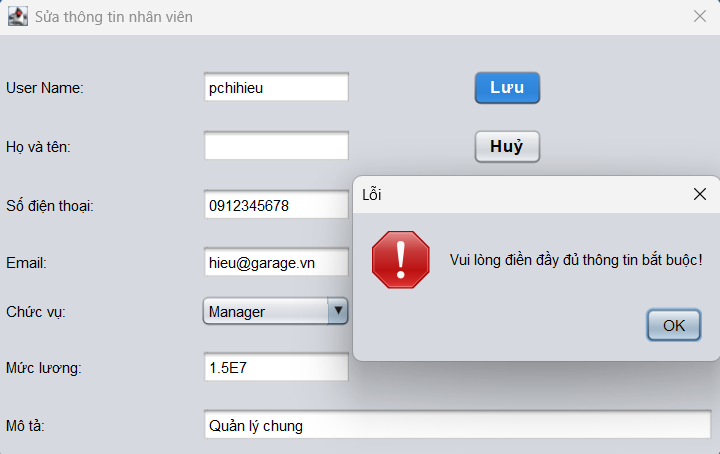 Sửa thông tin nhân viên
User Name:
pchihieu
Lưu
Họ và tên:
Huỷ
Số điện thoại:
0912345678
Lỗi
Vui lòng điền đầy đủ thông tin bắt buộc!
OK
Email:
hieu@garage.vn
Chức vụ:
Manager
Mức lương:
1.5E7
Mô tả:
Quản lý chung